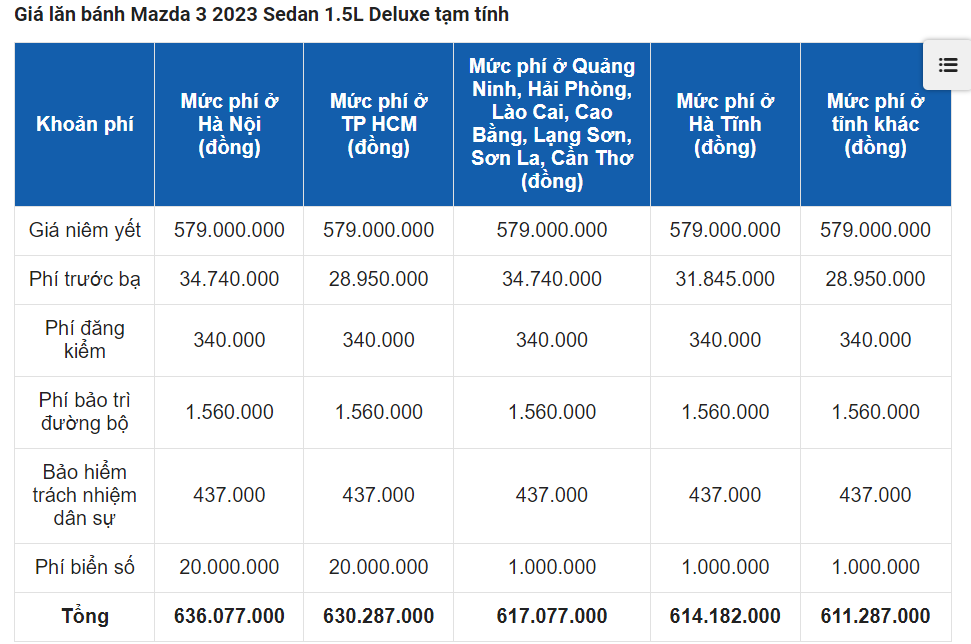 Giá lăn bánh Mazda 3 2023 Sedan 1.5L Deluxe tạm tính
Khoản phí
Mức phí ở
Hà Nội
(đồng)
Mức phí ở
TP HCM
(đồng)
Mức phí ở Quảng
Ninh, Hải Phòng,
Lào Cai, Cao
Bằng, Lạng Sơn,
Sơn La, Cần Thơ
(đồng)
Mức phí ở
Hà Tĩnh
(đồng)
Mức phí ở
tỉnh khác
(đồng)
Giá niêm yết 579.000.000 579.000.000 579.000.000 579.000.000 579.000.000
Phí trước bạ 34.740.000 28.950.000 34.740.000 31.845.000 28.950.000
Phí đăng
kiểm
340.000 340.000 340.000 340.000 340.000
Phí bảo trì
đường bộ
1.560.000 1.560.000 1.560.000 1.560.000 1.560.000
Bảo hiểm
trách nhiệm
dân sự
437.000 437.000 437.000 437.000 437.000
Phí biển số 20.000.000 20.000.000 1.000.000 1.000.000 1.000.000
Tổng 636.077.000 630.287.000 617.077.000 614.182.000 611.287.000